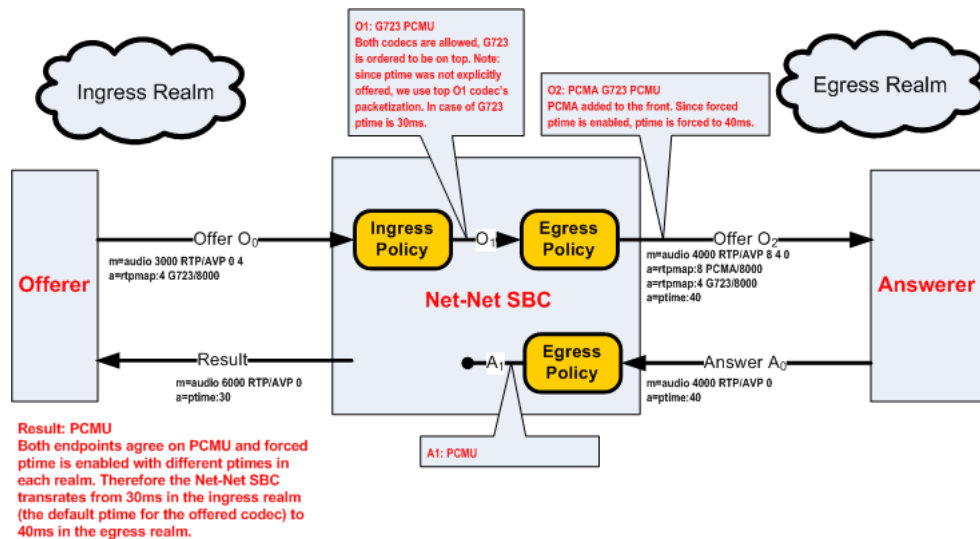 O1: G723 PCMU
Both codecs are allowed, G723
is ordered to be on top. Note:
since ptime was not explicitly
offered, we use top O1 codec's
packetization. In case of G723
ptime is 30ms.
Ingress Realm
O2: PCMA G723 PCMU
PCMA added to the front. Since forced
ptime is enabled, ptime is forced to 40ms.
Egress Realm
Offerer
Offer O₀
m=audio 3000 RTP/AVP 0 4
a=rtpmap:4 G723/8000
Ingress
Policy
O₁
Egress
Policy
Offer O₂
m=audio 4000 RTP/AVP 8 4 0
a=rtpmap:8 PCMA/8000
a=rtpmap:4 G723/8000
a=ptime:40
Answerer
Net-Net SBC
Result
m=audio 6000 RTP/AVP 0
a=ptime:30
A₁
Egress
Policy
Answer A₀
m=audio 4000 RTP/AVP 0
a=ptime:40
A1: PCMU
Result: PCMU
Both endpoints agree on PCMU and forced
ptime is enabled with different ptimes in
each realm. Therefore the Net-Net SBC
transrates from 30ms in the ingress realm
(the default ptime for the offered codec) to
40ms in the egress realm.